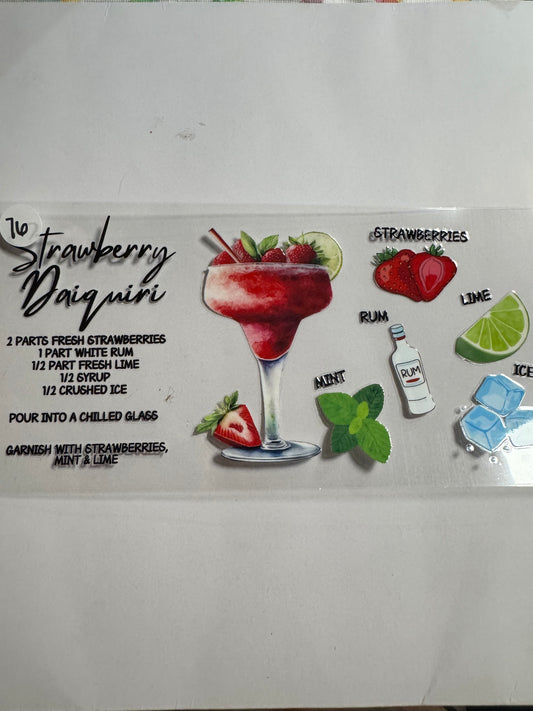 76
Strawberry
Daiquiri
2 PARTS FRESH STRAWBERRIES
1 PART WHITE RUM
1/2 PART FRESH LIME
1/2 SYRUP
1/2 CRUSHED ICE
POUR INTO A CHILLED GLASS
GARNISH WITH STRAWBERRIES,
MINT & LIME
STRAWBERRIES
LIME
RUM
RUM
ICE
MINT